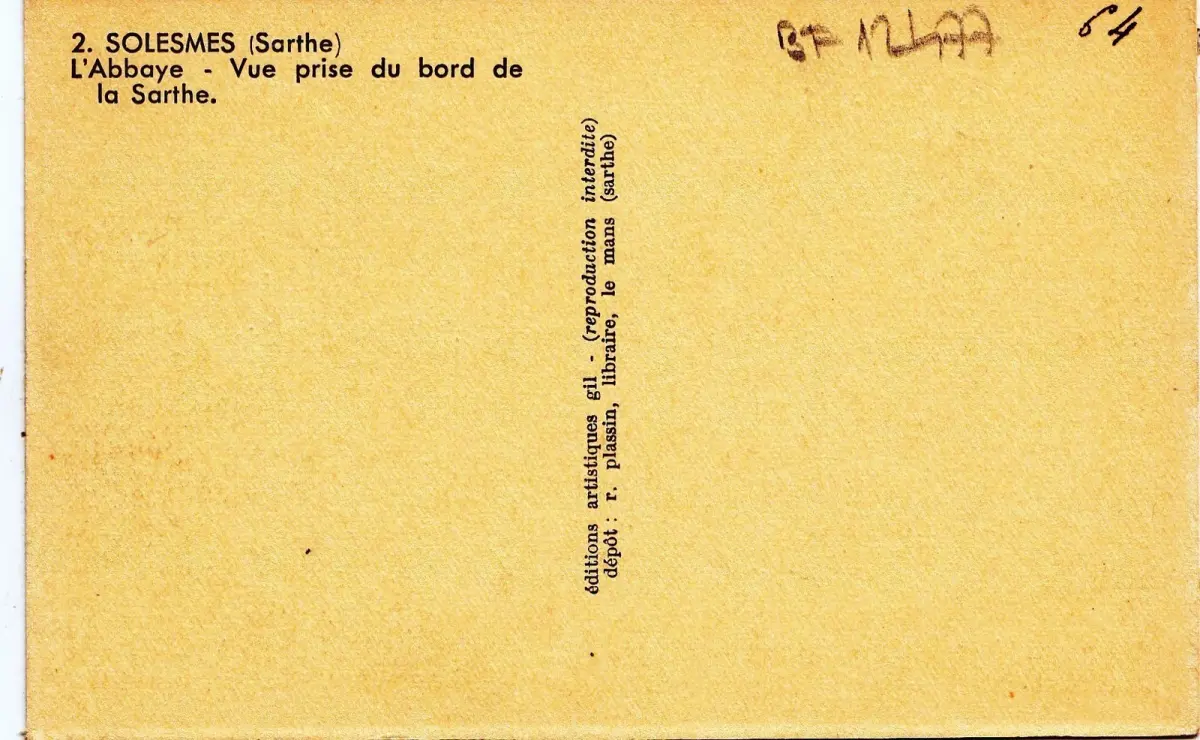 2. SOLESMES (Sarthe)
L'Abbaye - Vue prise du bord de
la Sarthe.
64
éditions artistiques gil - (reproduction interdite)
dépôt : r. plassin, libraire, le mans (sarthe)